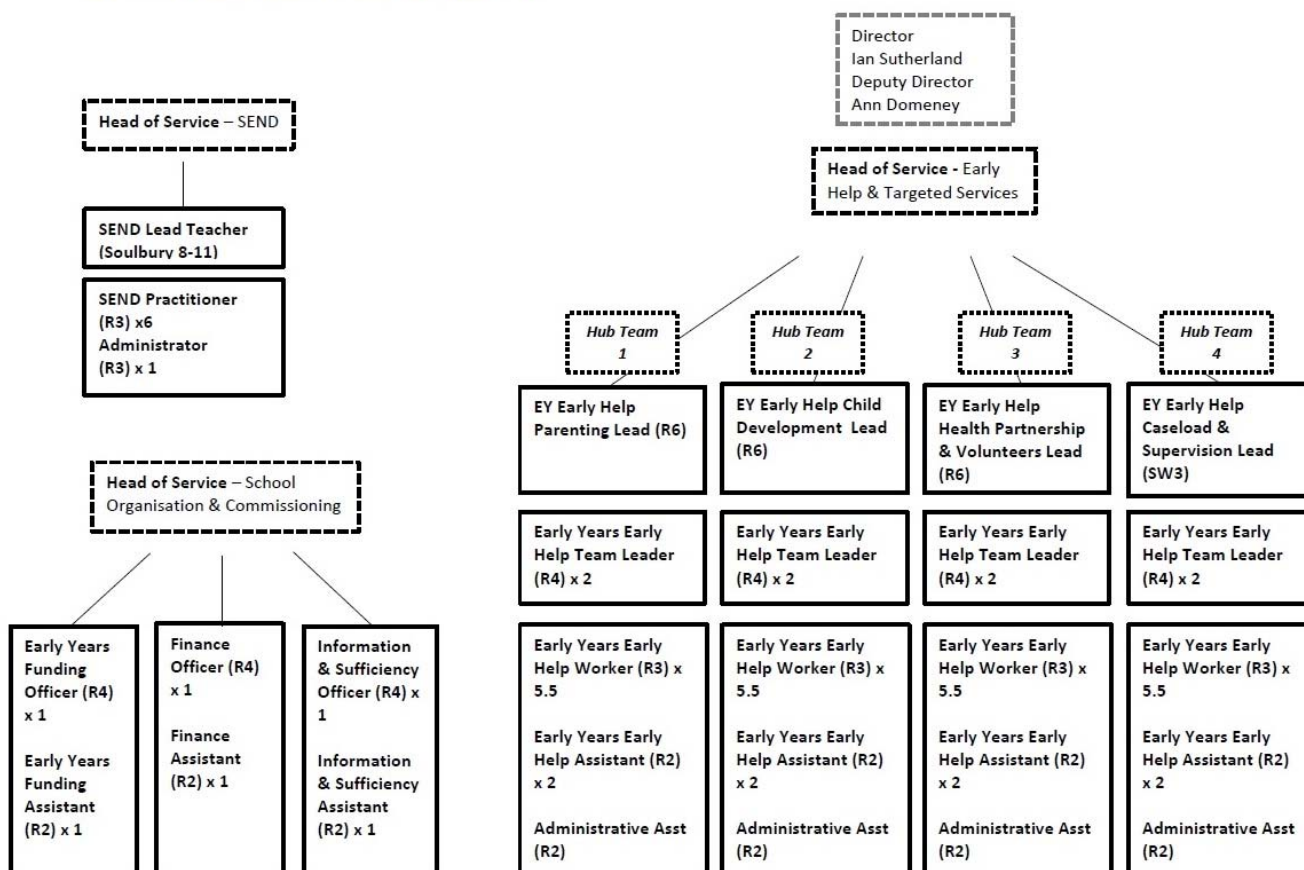 Director
Ian Sutherland
Deputy Director
Ann Domeney
Head of Service – SEND
SEND Lead Teacher
(Soulbury 8-11)
SEND Practitioner
(R3) x6
Administrator
(R3) x 1
Head of Service – School
Organisation & Commissioning
Early Years
Funding
Officer (R4)
x 1
Early Years
Funding
Assistant
(R2) x 1
Finance
Officer (R4)
x 1
Finance
Assistant
(R2) x 1
Information
& Sufficiency
Officer (R4) x
1
Information
& Sufficiency
Assistant
(R2) x 1
Head of Service - Early
Help & Targeted Services
Hub Team
1
EY Early Help
Parenting Lead (R6)
Early Years Early
Help Team Leader
(R4) x 2
Early Years Early
Help Worker (R3) x
5.5
Early Years Early
Help Assistant (R2)
x 2
Administrative Asst
(R2)
Hub Team
2
EY Early Help Child
Development Lead
(R6)
Early Years Early
Help Team Leader
(R4) x 2
Early Years Early
Help Worker (R3) x
5.5
Early Years Early
Help Assistant (R2)
x 2
Administrative Asst
(R2)
Hub Team
3
EY Early Help
Health Partnership
& Volunteers Lead
(R6)
Early Years Early
Help Team Leader
(R4) x 2
Early Years Early
Help Worker (R3) x
5.5
Early Years Early
Help Assistant (R2)
x 2
Administrative Asst
(R2)
Hub Team
4
EY Early Help
Caseload &
Supervision Lead
(SW3)
Early Years Early
Help Team Leader
(R4) x 2
Early Years Early
Help Worker (R3) x
5.5
Early Years Early
Help Assistant (R2)
x 2
Administrative Asst
(R2)